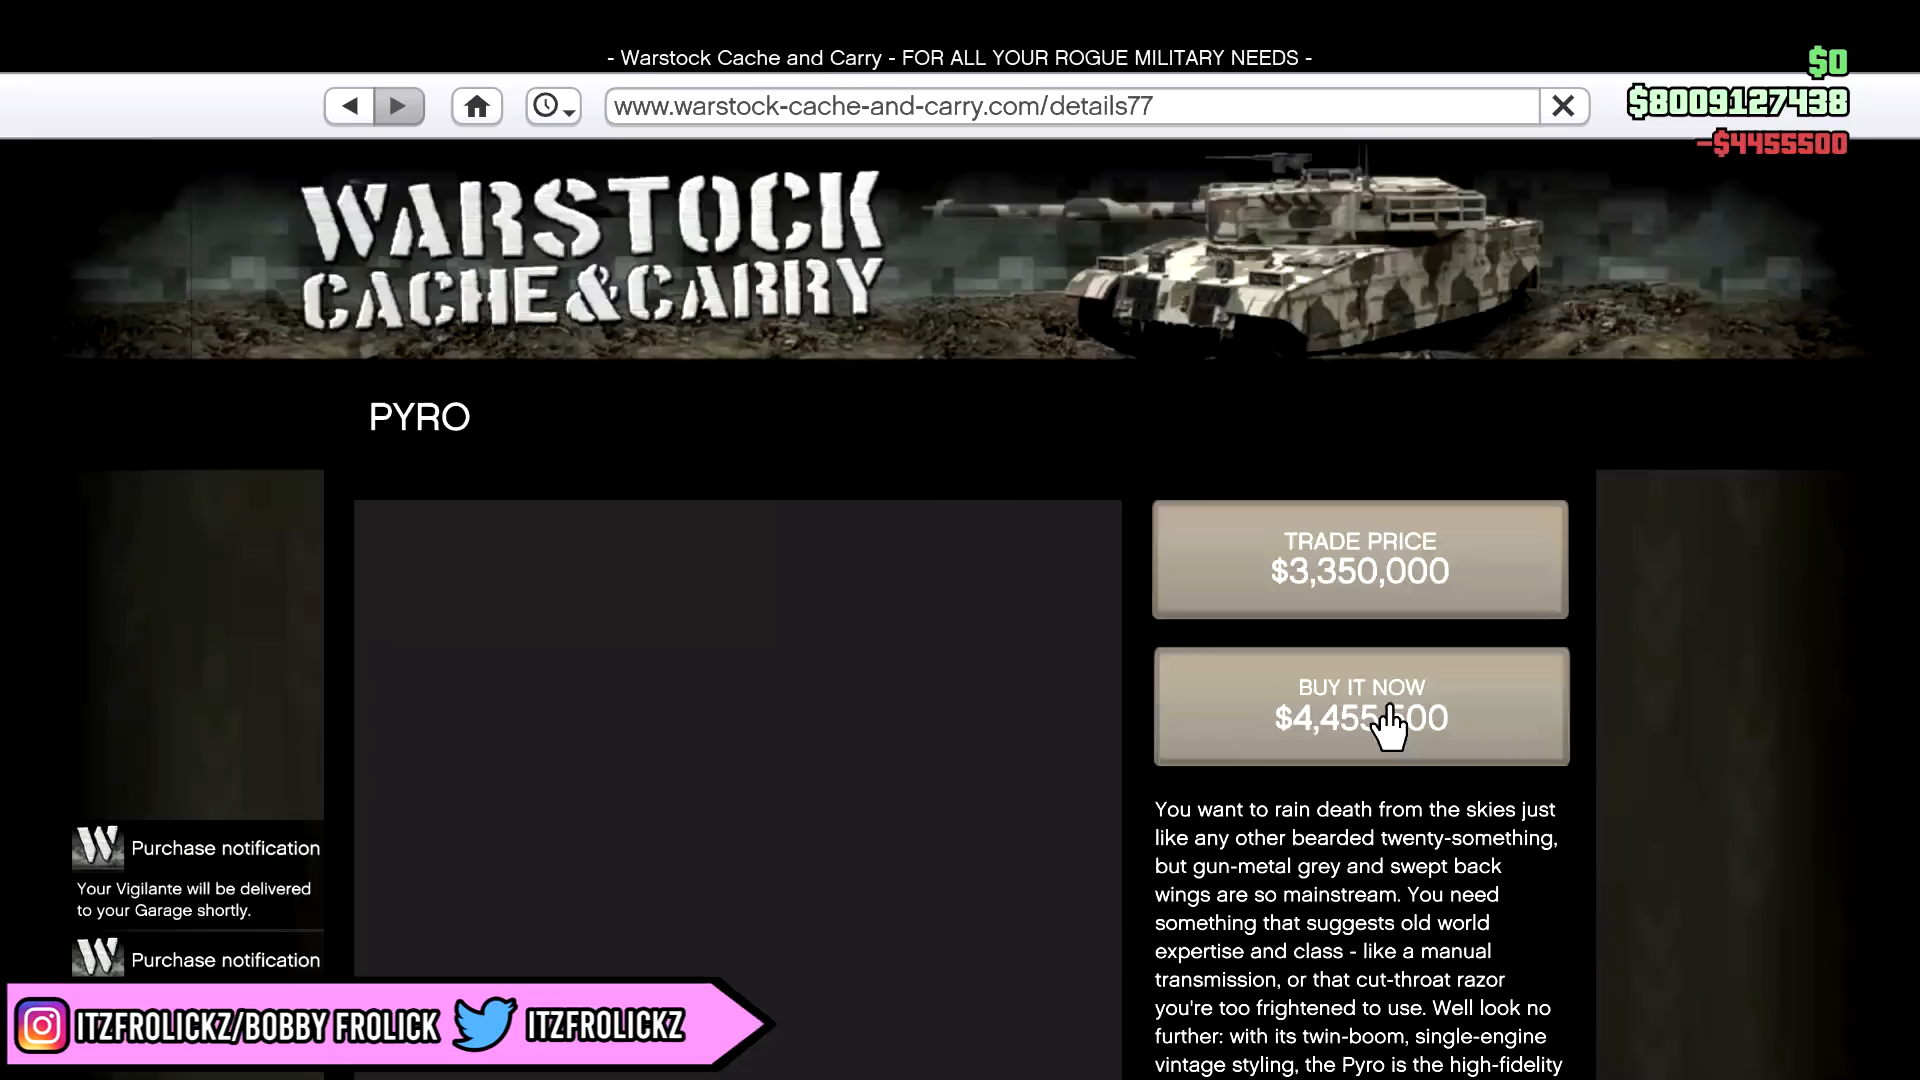 - Warstock Cache and Carry - FOR ALL YOUR ROGUE MILITARY NEEDS -
$0
www.warstock-cache-and-carry.com/details77
$8009127438
-$4455500
WARSTOCK
CACHE & CARRY
PYRO
TRADE PRICE
$3,350,000
BUY IT NOW
$4,455,500
You want to rain death from the skies just
like any other bearded twenty-something,
but gun-metal grey and swept back
wings are so mainstream. You need
something that suggests old world
expertise and class - like a manual
transmission, or that cut-throat razor
you're too frightened to use. Well look no
further: with its twin-boom, single-engine
vintage styling, the Pyro is the high-fidelity
W Purchase notification
Your Vigilante will be delivered
to your Garage shortly.
W Purchase notification
ITZFROLICKZ/BOBBY FROLICK ITZFROLICKZ